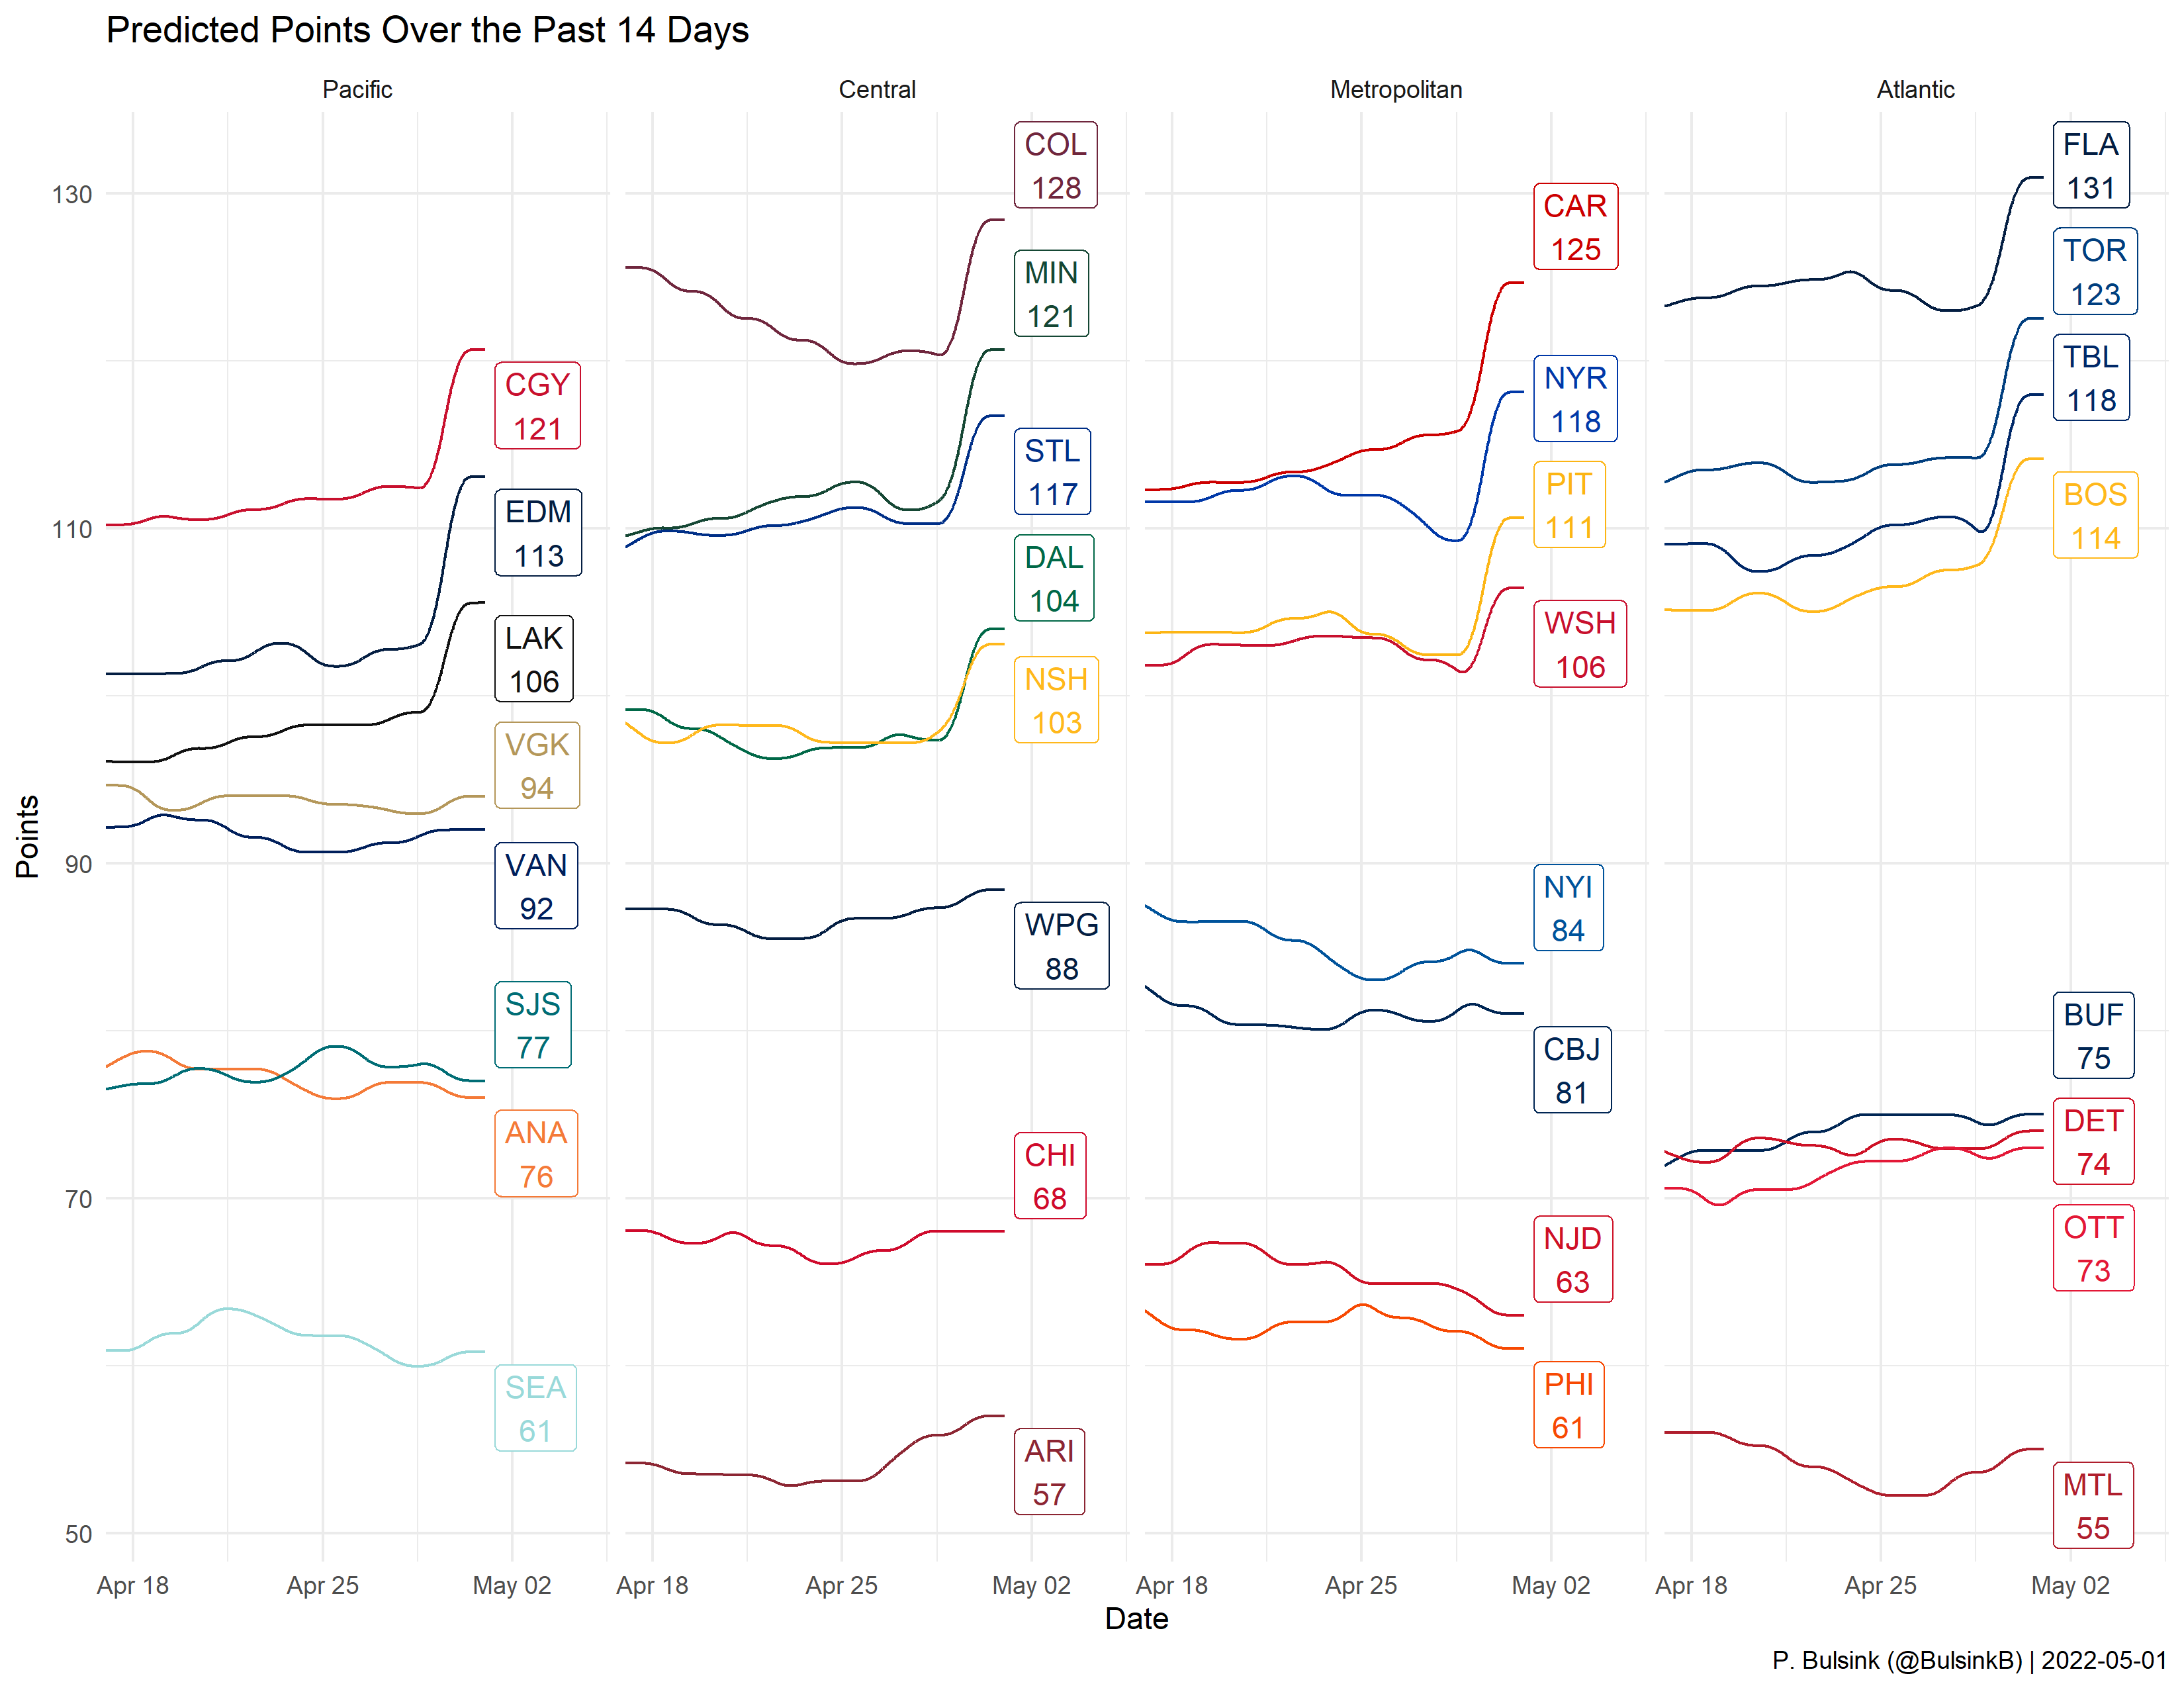 Predicted Points Over the Past 14 Days
Pacific
Central
Metropolitan
Atlantic
Points
130
110
90
70
50
CGY
121
EDM
113
LAK
106
VGK
94
VAN
92
SJS
77
ANA
76
SEA
61
COL
128
MIN
121
STL
117
DAL
104
NSH
103
WPG
88
CHI
68
ARI
57
CAR
125
NYR
118
PIT
111
WSH
106
NYI
84
CBJ
81
NJD
63
PHI
61
FLA
131
TOR
123
TBL
118
BOS
114
BUF
75
DET
74
OTT
73
MTL
55
Apr 18 Apr 25 May 02
Apr 18 Apr 25 May 02
Apr 18 Apr 25 May 02
Apr 18 Apr 25 May 02
Date
P. Bulsink (@BulsinkB) | 2022-05-01